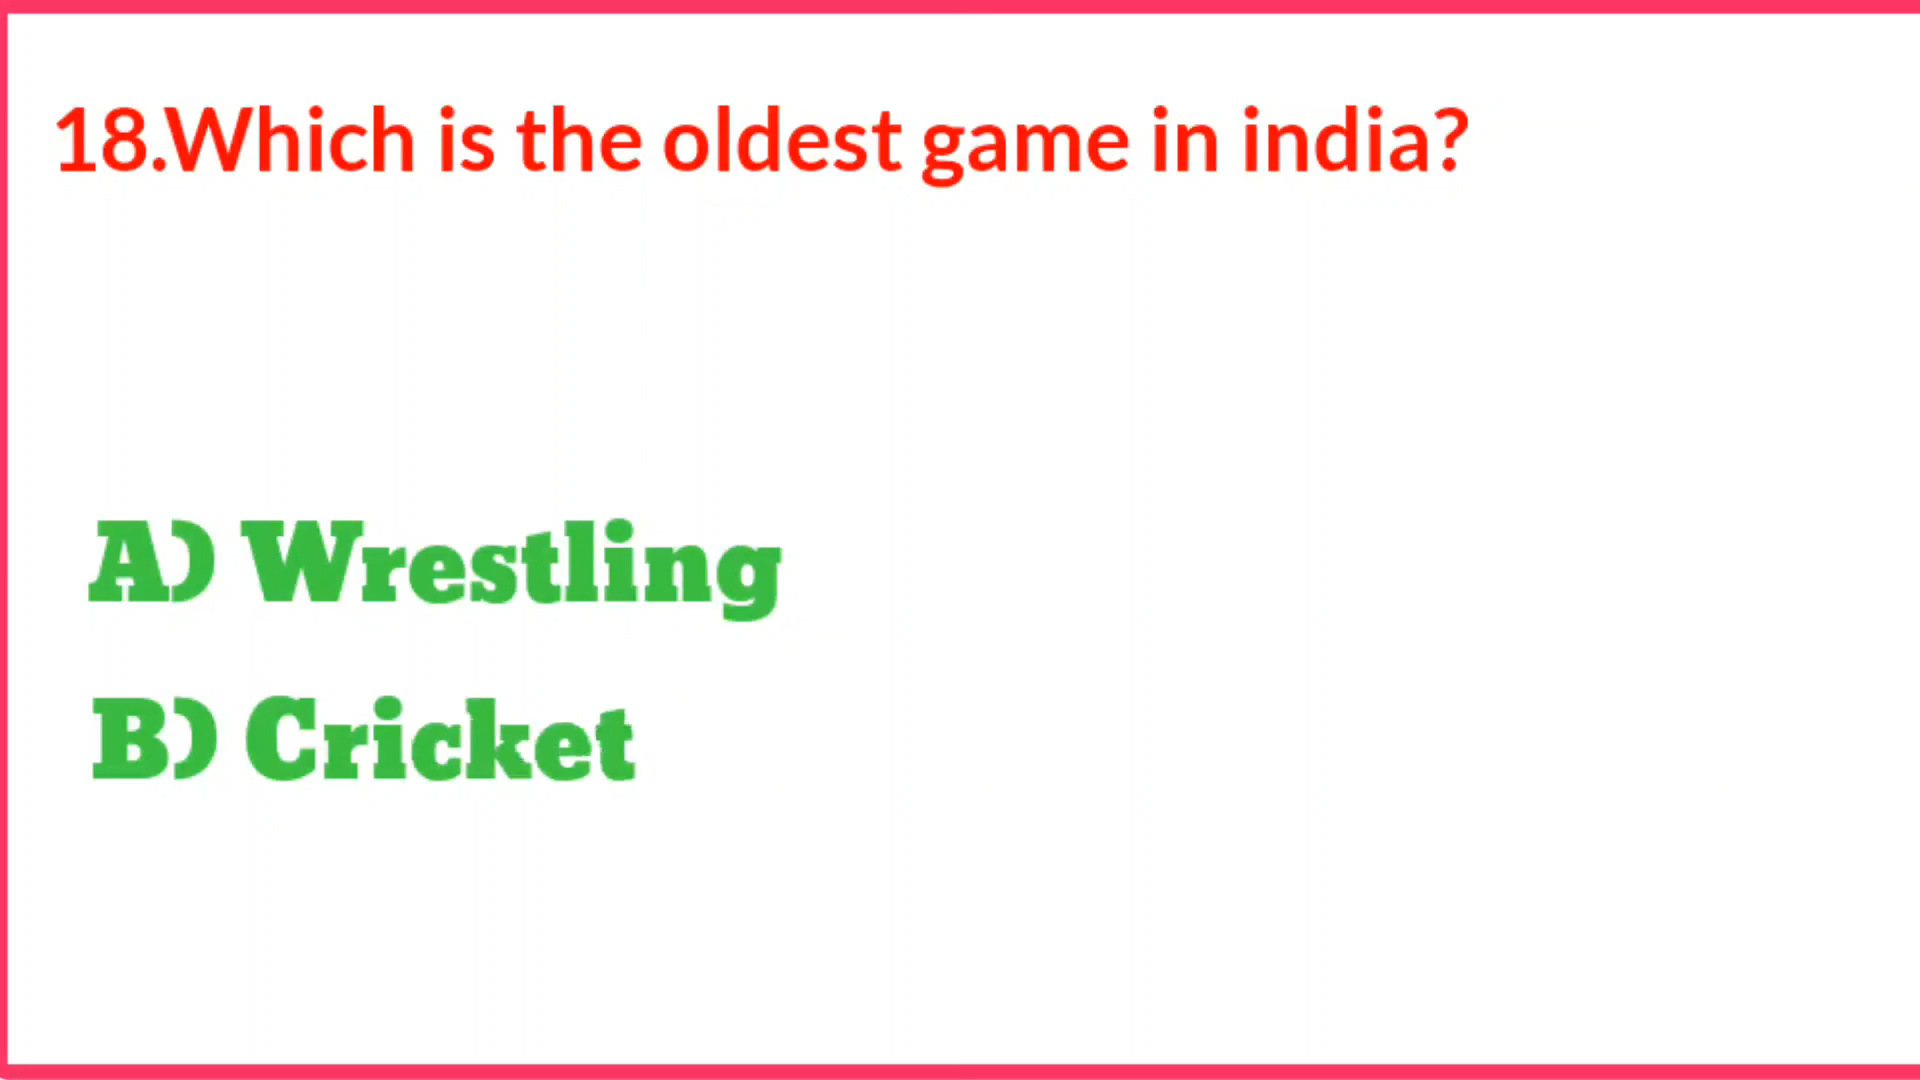 18.Which is the oldest game in india?
A) Wrestling
B) Cricket